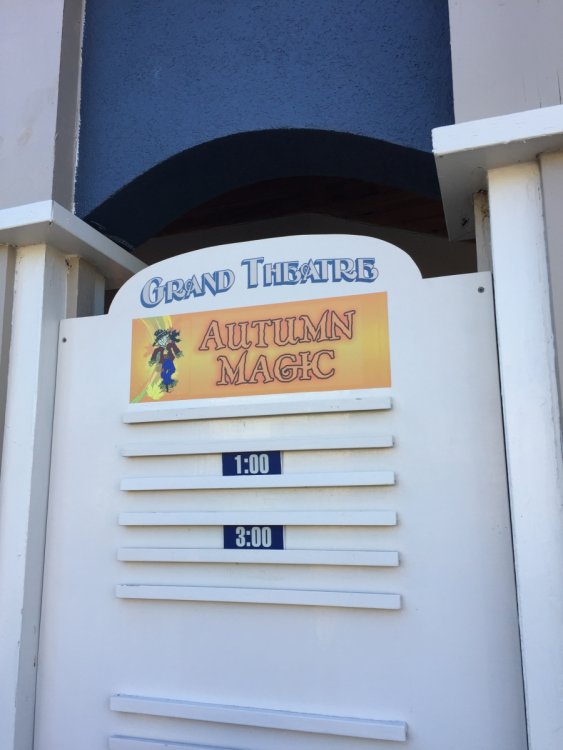 GRAND THEATRE
AUTUMN
MAGIC
1:00
3:00